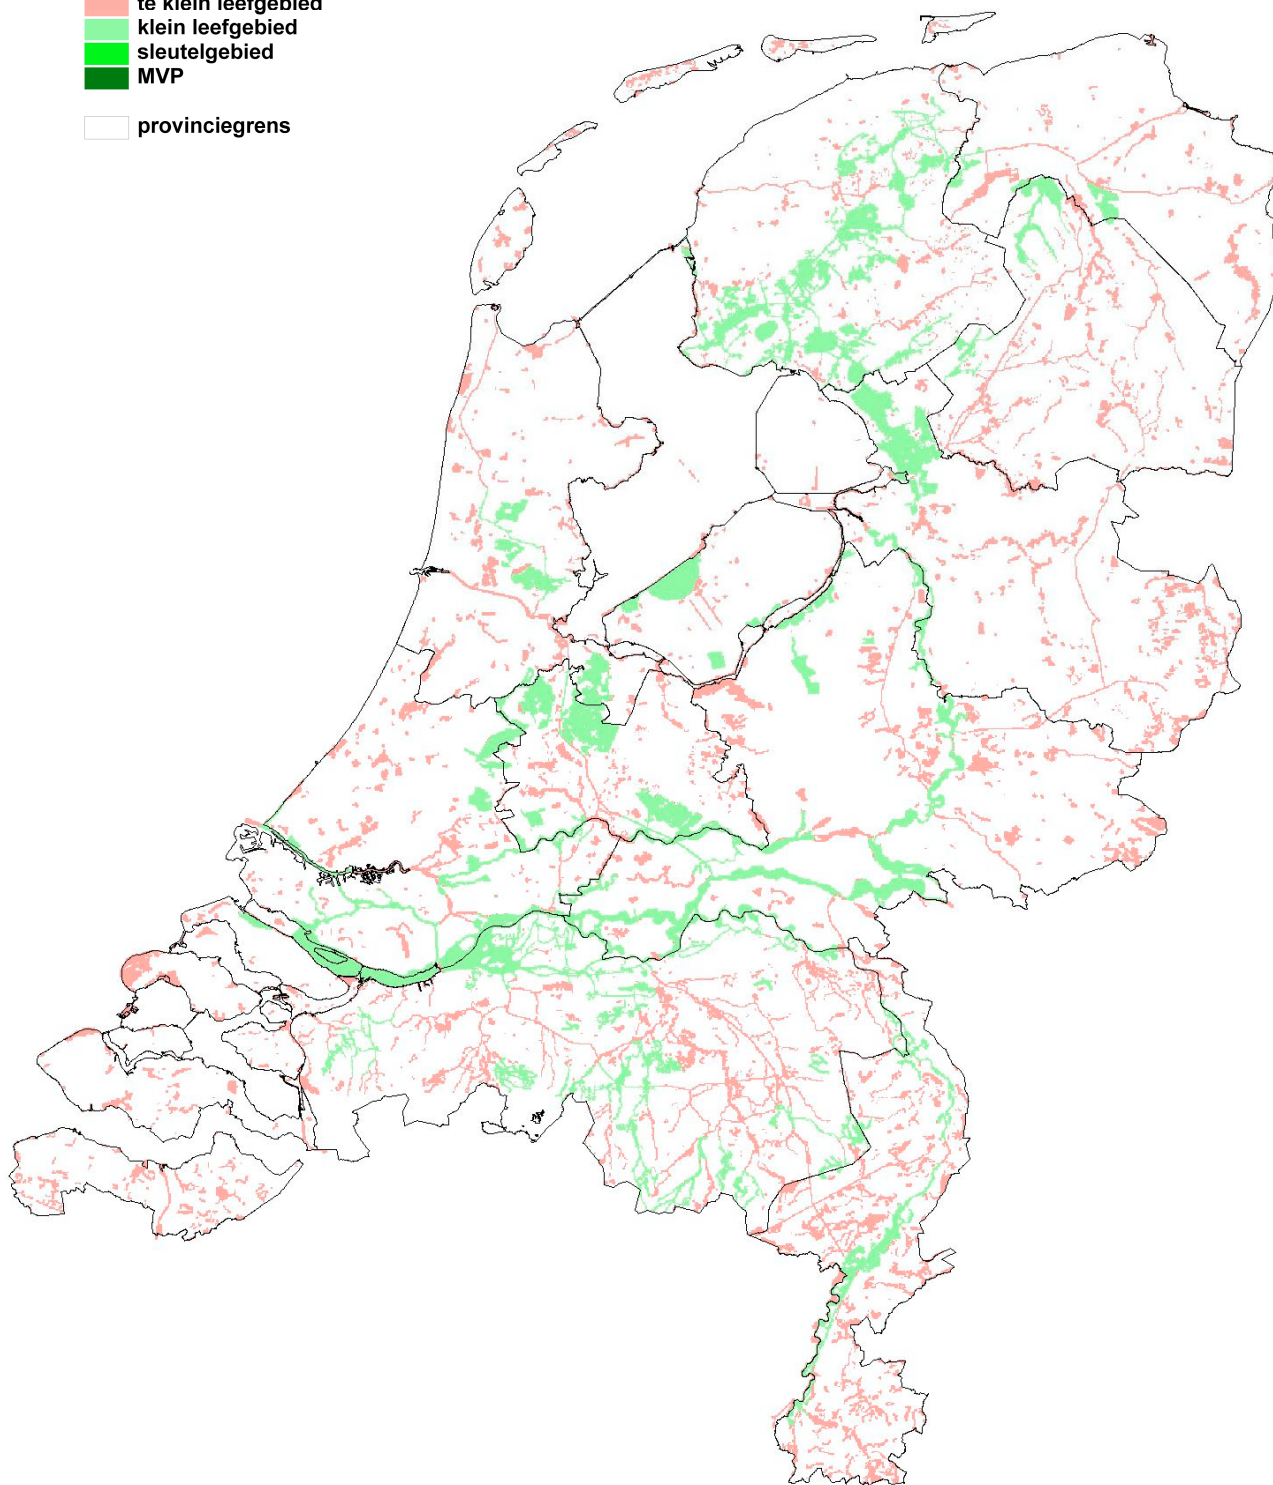 te klein leefgebied
klein leefgebied
sleutelgebied
MVP
provinciegrens